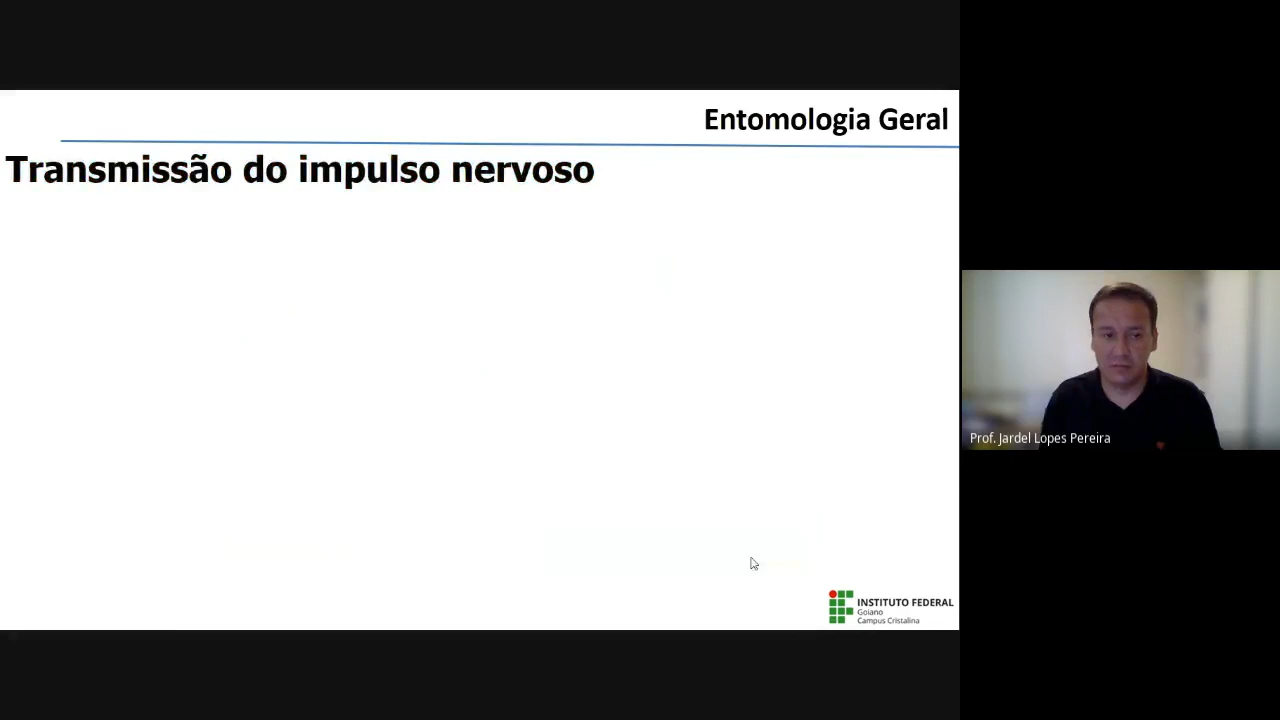 Entomologia Geral
Transmissão do impulso nervoso
Prof. Jardel Lopes Pereira
INSTITUTO FEDERAL
Goiano
Campus Cristalina